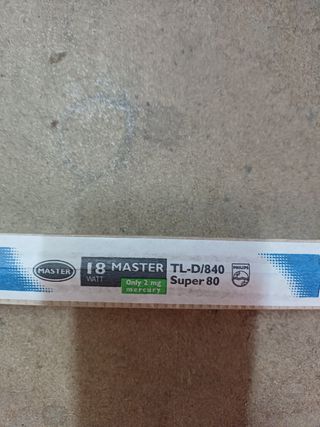 MASTER
18 MASTER
WATT
Only 2 mg
mercury
TL-D/840
Super 80
PHILIPS